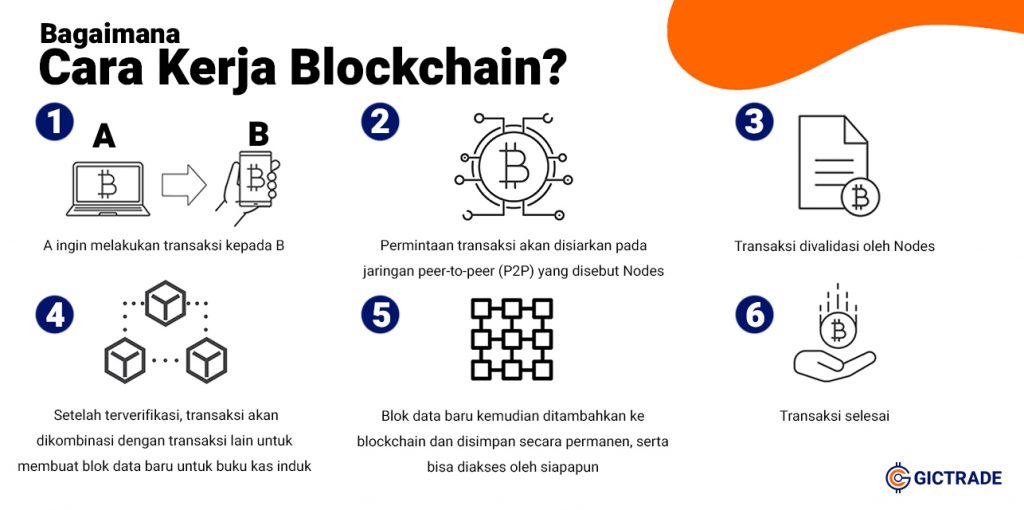 Bagaimana
Cara Kerja Blockchain?
1
A
B
A ingin melakukan transaksi kepada B
2
Permintaan transaksi akan disiarkan pada
jaringan peer-to-peer (P2P) yang disebut Nodes
3
Transaksi divalidasi oleh Nodes
4
Setelah terverifikasi, transaksi akan
dikombinasi dengan transaksi lain untuk
membuat blok data baru untuk buku kas induk
5
Blok data baru kemudian ditambahkan ke
blockchain dan disimpan secara permanen, serta
bisa diakses oleh siapapun
6
Transaksi selesai
GICTRADE